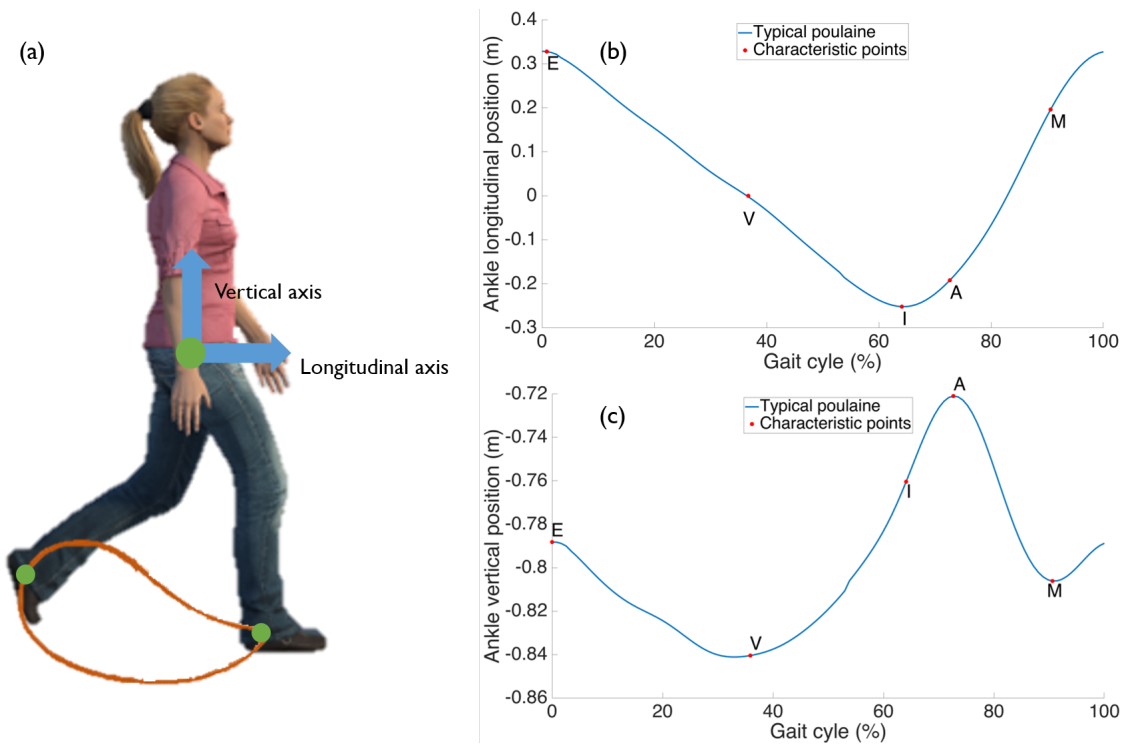 (a)
Vertical axis
Longitudinal axis
(b)
Typical poulaine
Characteristic points
Ankle longitudinal position (m)
0.4
0.3
0.2
0.1
0
-0.1
-0.2
-0.3
E
V
I
A
M
0
20
40
60
80
100
Gait cyle (%)
(c)
Typical poulaine
Characteristic points
Ankle vertical position (m)
-0.72
-0.74
-0.76
-0.78
-0.8
-0.82
-0.84
-0.86
E
V
I
A
M
0
20
40
60
80
100
Gait cyle (%)